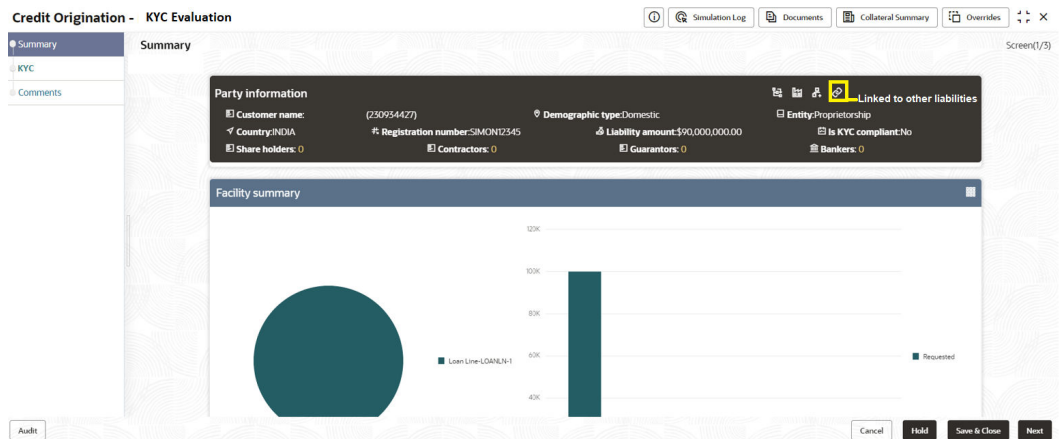 Credit Origination - KYC Evaluation
Simulation Log
Documents
Collateral Summary
Overrides
Summary
KYC
Comments
Summary
Screen(1/3)
Party information
Linked to other liabilities
Customer name: (230934427) Demographic type:Domestic Entity:Proprietorship
Country:INDIA Registration number:SIMON12345 Liability amount:$90,000,000.00 Is KYC compliant:No
Share holders: 0 Contractors: 0 Guarantors: 0 Bankers: 0
Facility summary
120K
100K
80K
60K
40K
Loan Line-LOANLN-1
Requested
Audit
Cancel
Hold
Save & Close
Next